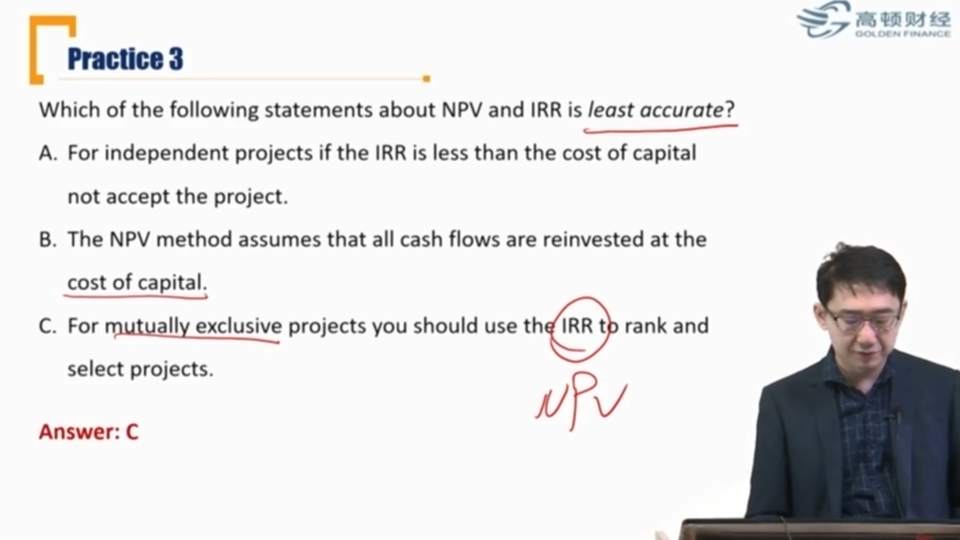 高顿财经
GOLDEN FINANCE
Practice 3
Which of the following statements about NPV and IRR is least accurate?
A. For independent projects if the IRR is less than the cost of capital
not accept the project.
B. The NPV method assumes that all cash flows are reinvested at the
cost of capital.
C. For mutually exclusive projects you should use the IRR to rank and
select projects.
NPV
Answer: C